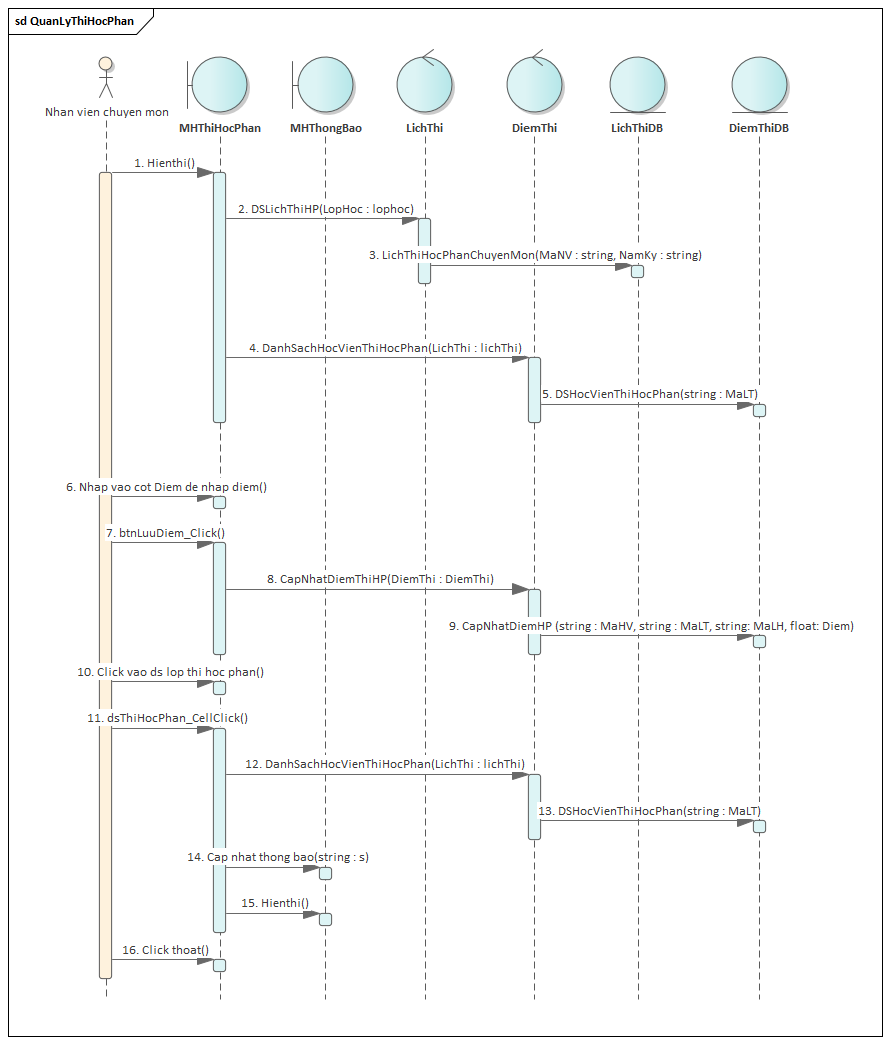 sd QuanLyThiHocPhan
Nhan vien chuyen mon
MHThiHocPhan
MHThongBao
LichThi
DiemThi
LichThiDB
DiemThiDB
1. Hienthi()
2. DSLichThiHP(LopHoc : lophoc)
3. LichThiHocPhanChuyenMon(MaNV : string, NamKy : string)
4. DanhSachHocVienThiHocPhan(LichThi : lichThi)
5. DSHocVienThiHocPhan(string : MaLT)
6. Nhap vao cot Diem de nhap diem()
7. btnLuuDiem_Click()
8. CapNhatDiemThiHP(DiemThi : DiemThi)
9. CapNhatDiemHP (string : MaHV, string : MaLT, string: MaLH, float: Diem)
10. Click vao ds lop thi hoc phan()
11. dsThiHocPhan_CellClick()
12. DanhSachHocVienThiHocPhan(LichThi : lichThi)
13. DSHocVienThiHocPhan(string : MaLT)
14. Cap nhat thong bao(string : s)
15. Hienthi()
16. Click thoat()